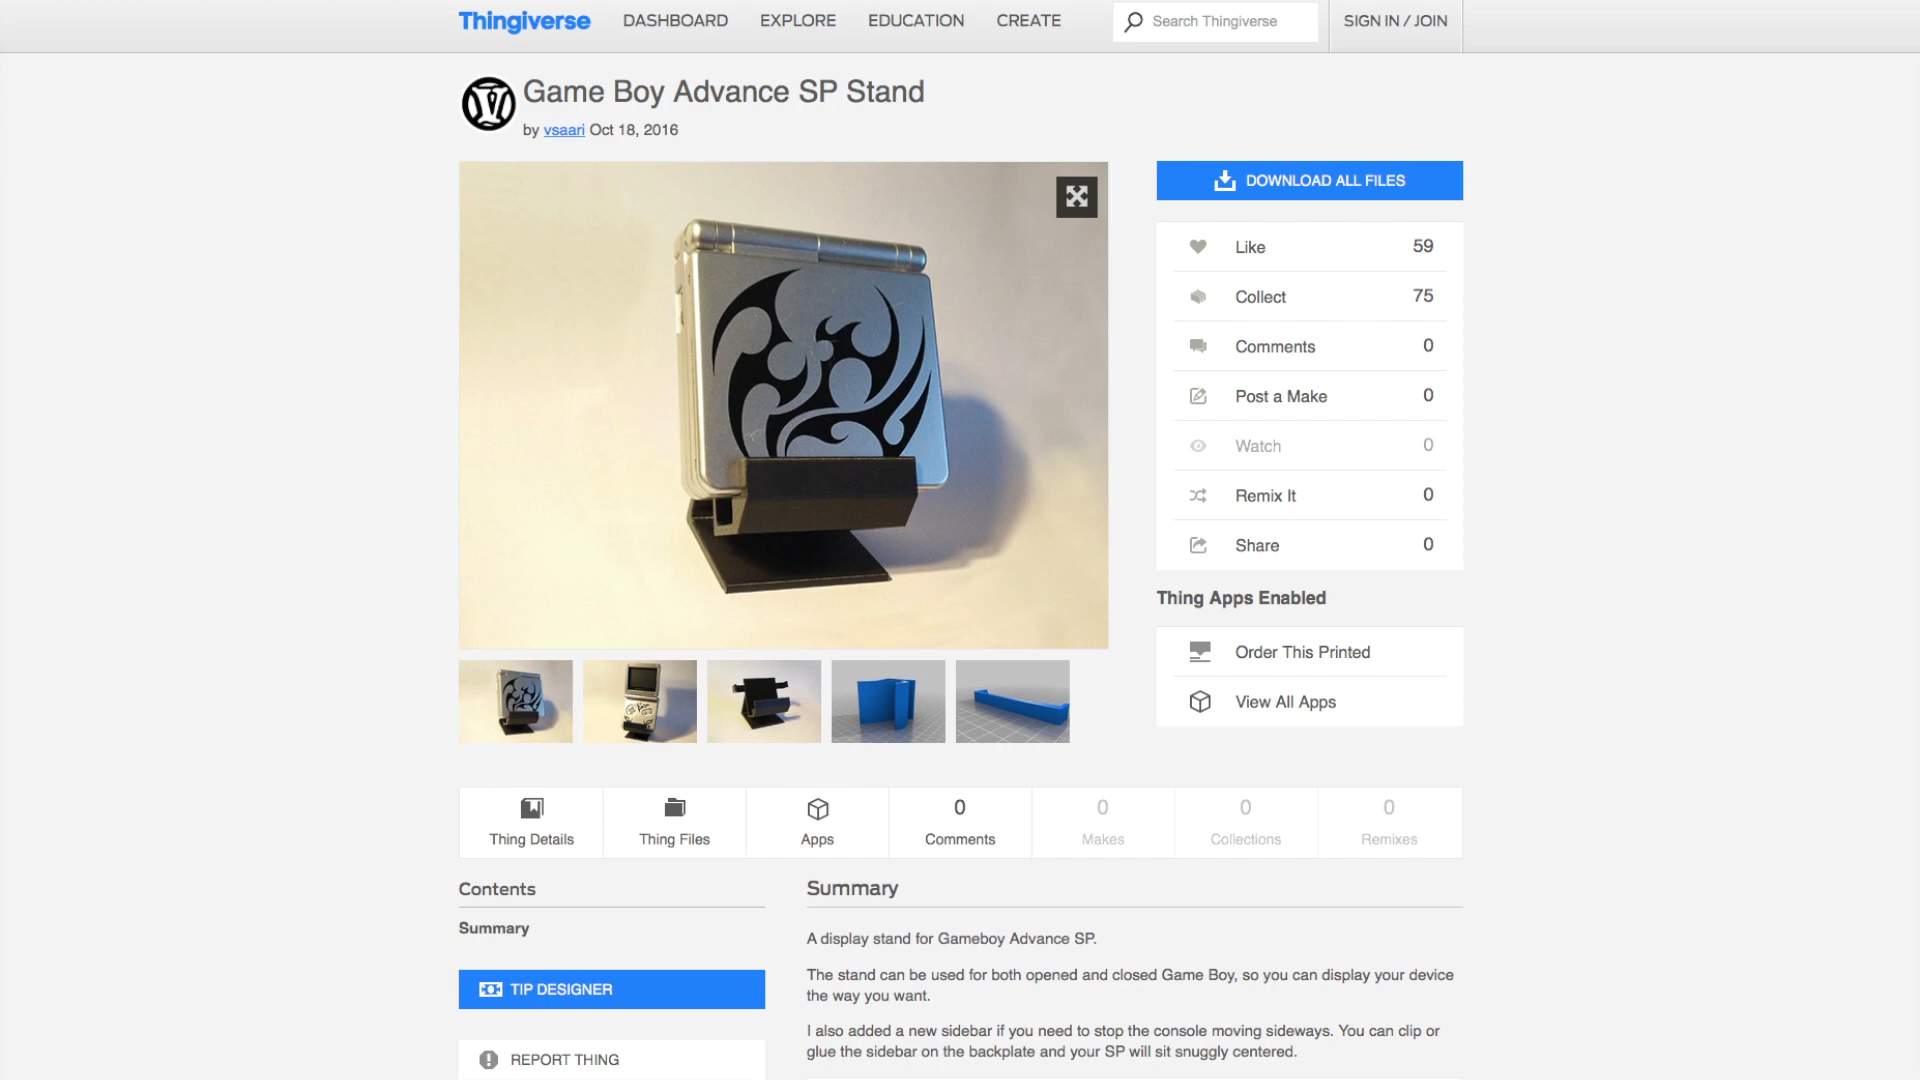 Thingiverse DASHBOARD EXPLORE EDUCATION CREATE Search Thingiverse SIGN IN / JOIN
Game Boy Advance SP Stand
by vsaari Oct 18, 2016
DOWNLOAD ALL FILES
Like 59
Collect 75
Comments 0
Post a Make 0
Watch 0
Remix It 0
Share 0
Thing Apps Enabled
Order This Printed
View All Apps
Thing Details
Thing Files
Apps
0 Comments
0 Makes
0 Collections
0 Remixes
Contents
Summary
TIP DESIGNER
REPORT THING
Summary
A display stand for Gameboy Advance SP.
The stand can be used for both opened and closed Game Boy, so you can display your device
the way you want.
I also added a new sidebar if you need to stop the console moving sideways. You can clip or
glue the sidebar on the backplate and your SP will sit snuggly centered.